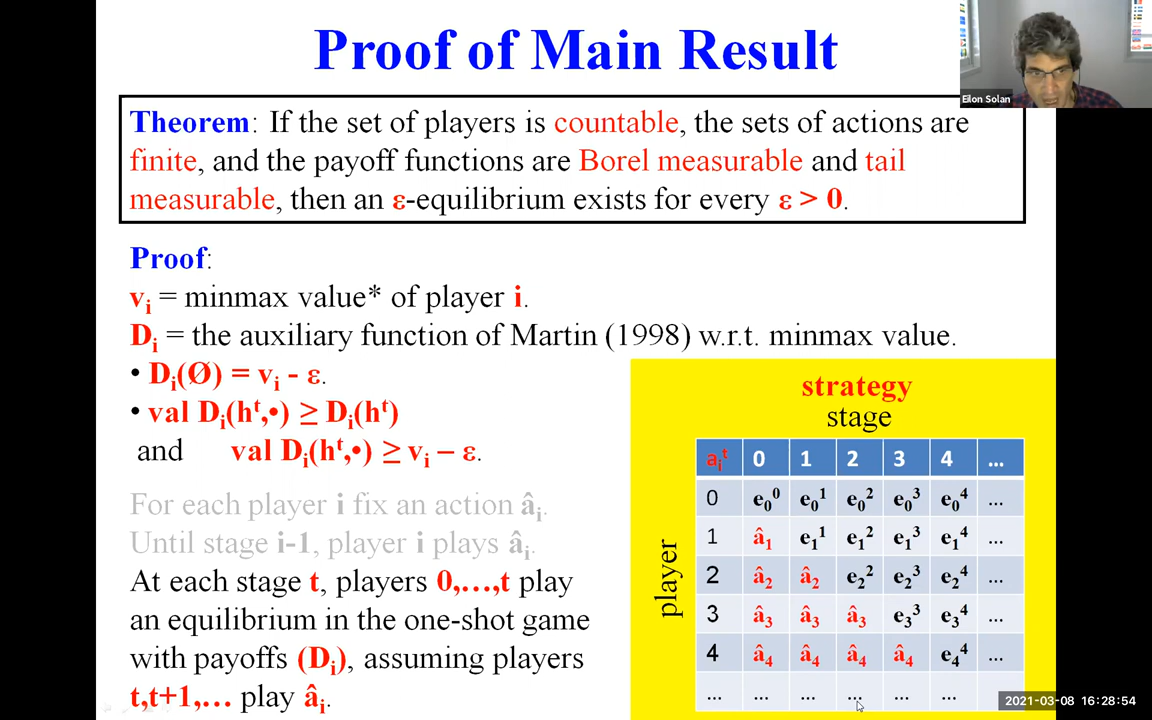 Proof of Main Result
Eilon Solan
Theorem: If the set of players is countable, the sets of actions are
finite, and the payoff functions are Borel measurable and tail
measurable, then an ε-equilibrium exists for every ε > 0.
Proof:
vᵢ = minmax value* of player i.
Dᵢ = the auxiliary function of Martin (1998) w.r.t. minmax value.
• Dᵢ(Ø) = vᵢ - ε.
• val Dᵢ(hᵗ,•) ≥ Dᵢ(hᵗ)
and val Dᵢ(hᵗ,•) ≥ vᵢ – ε.
For each player i fix an action âᵢ.
Until stage i-1, player i plays âᵢ.
At each stage t, players 0,…,t play
an equilibrium in the one-shot game
with payoffs (Dᵢ), assuming players
t,t+1,… play âᵢ.
strategy
stage
player
aᵢᵗ 0 1 2 3 4 ...
0 e₀⁰ e₀¹ e₀² e₀³ e₀⁴ ...
1 â₁ e₁¹ e₁² e₁³ e₁⁴ ...
2 â₂ â₂ e₂² e₂³ e₂⁴ ...
3 â₃ â₃ â₃ e₃³ e₃⁴ ...
4 â₄ â₄ â₄ â₄ e₄⁴ ...
... ... ... ... ... ...
2021-03-08 16:28:54